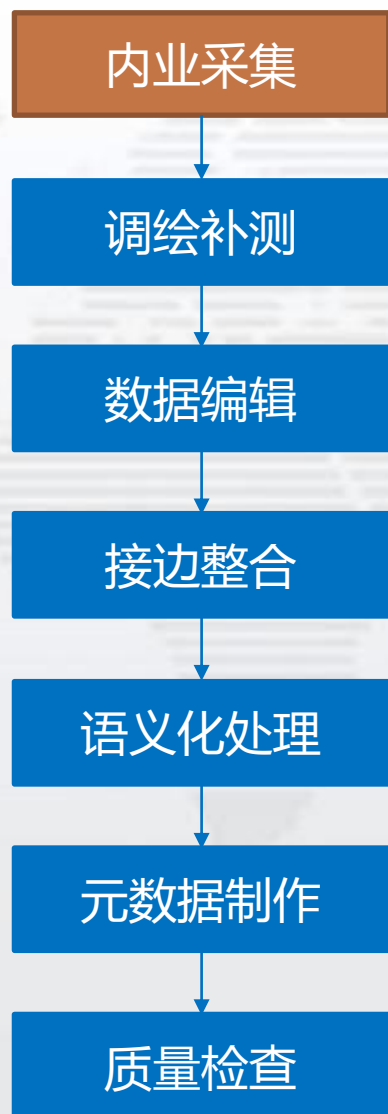 内业采集
调绘补测
数据编辑
接边整合
语义化处理
元数据制作
质量检查